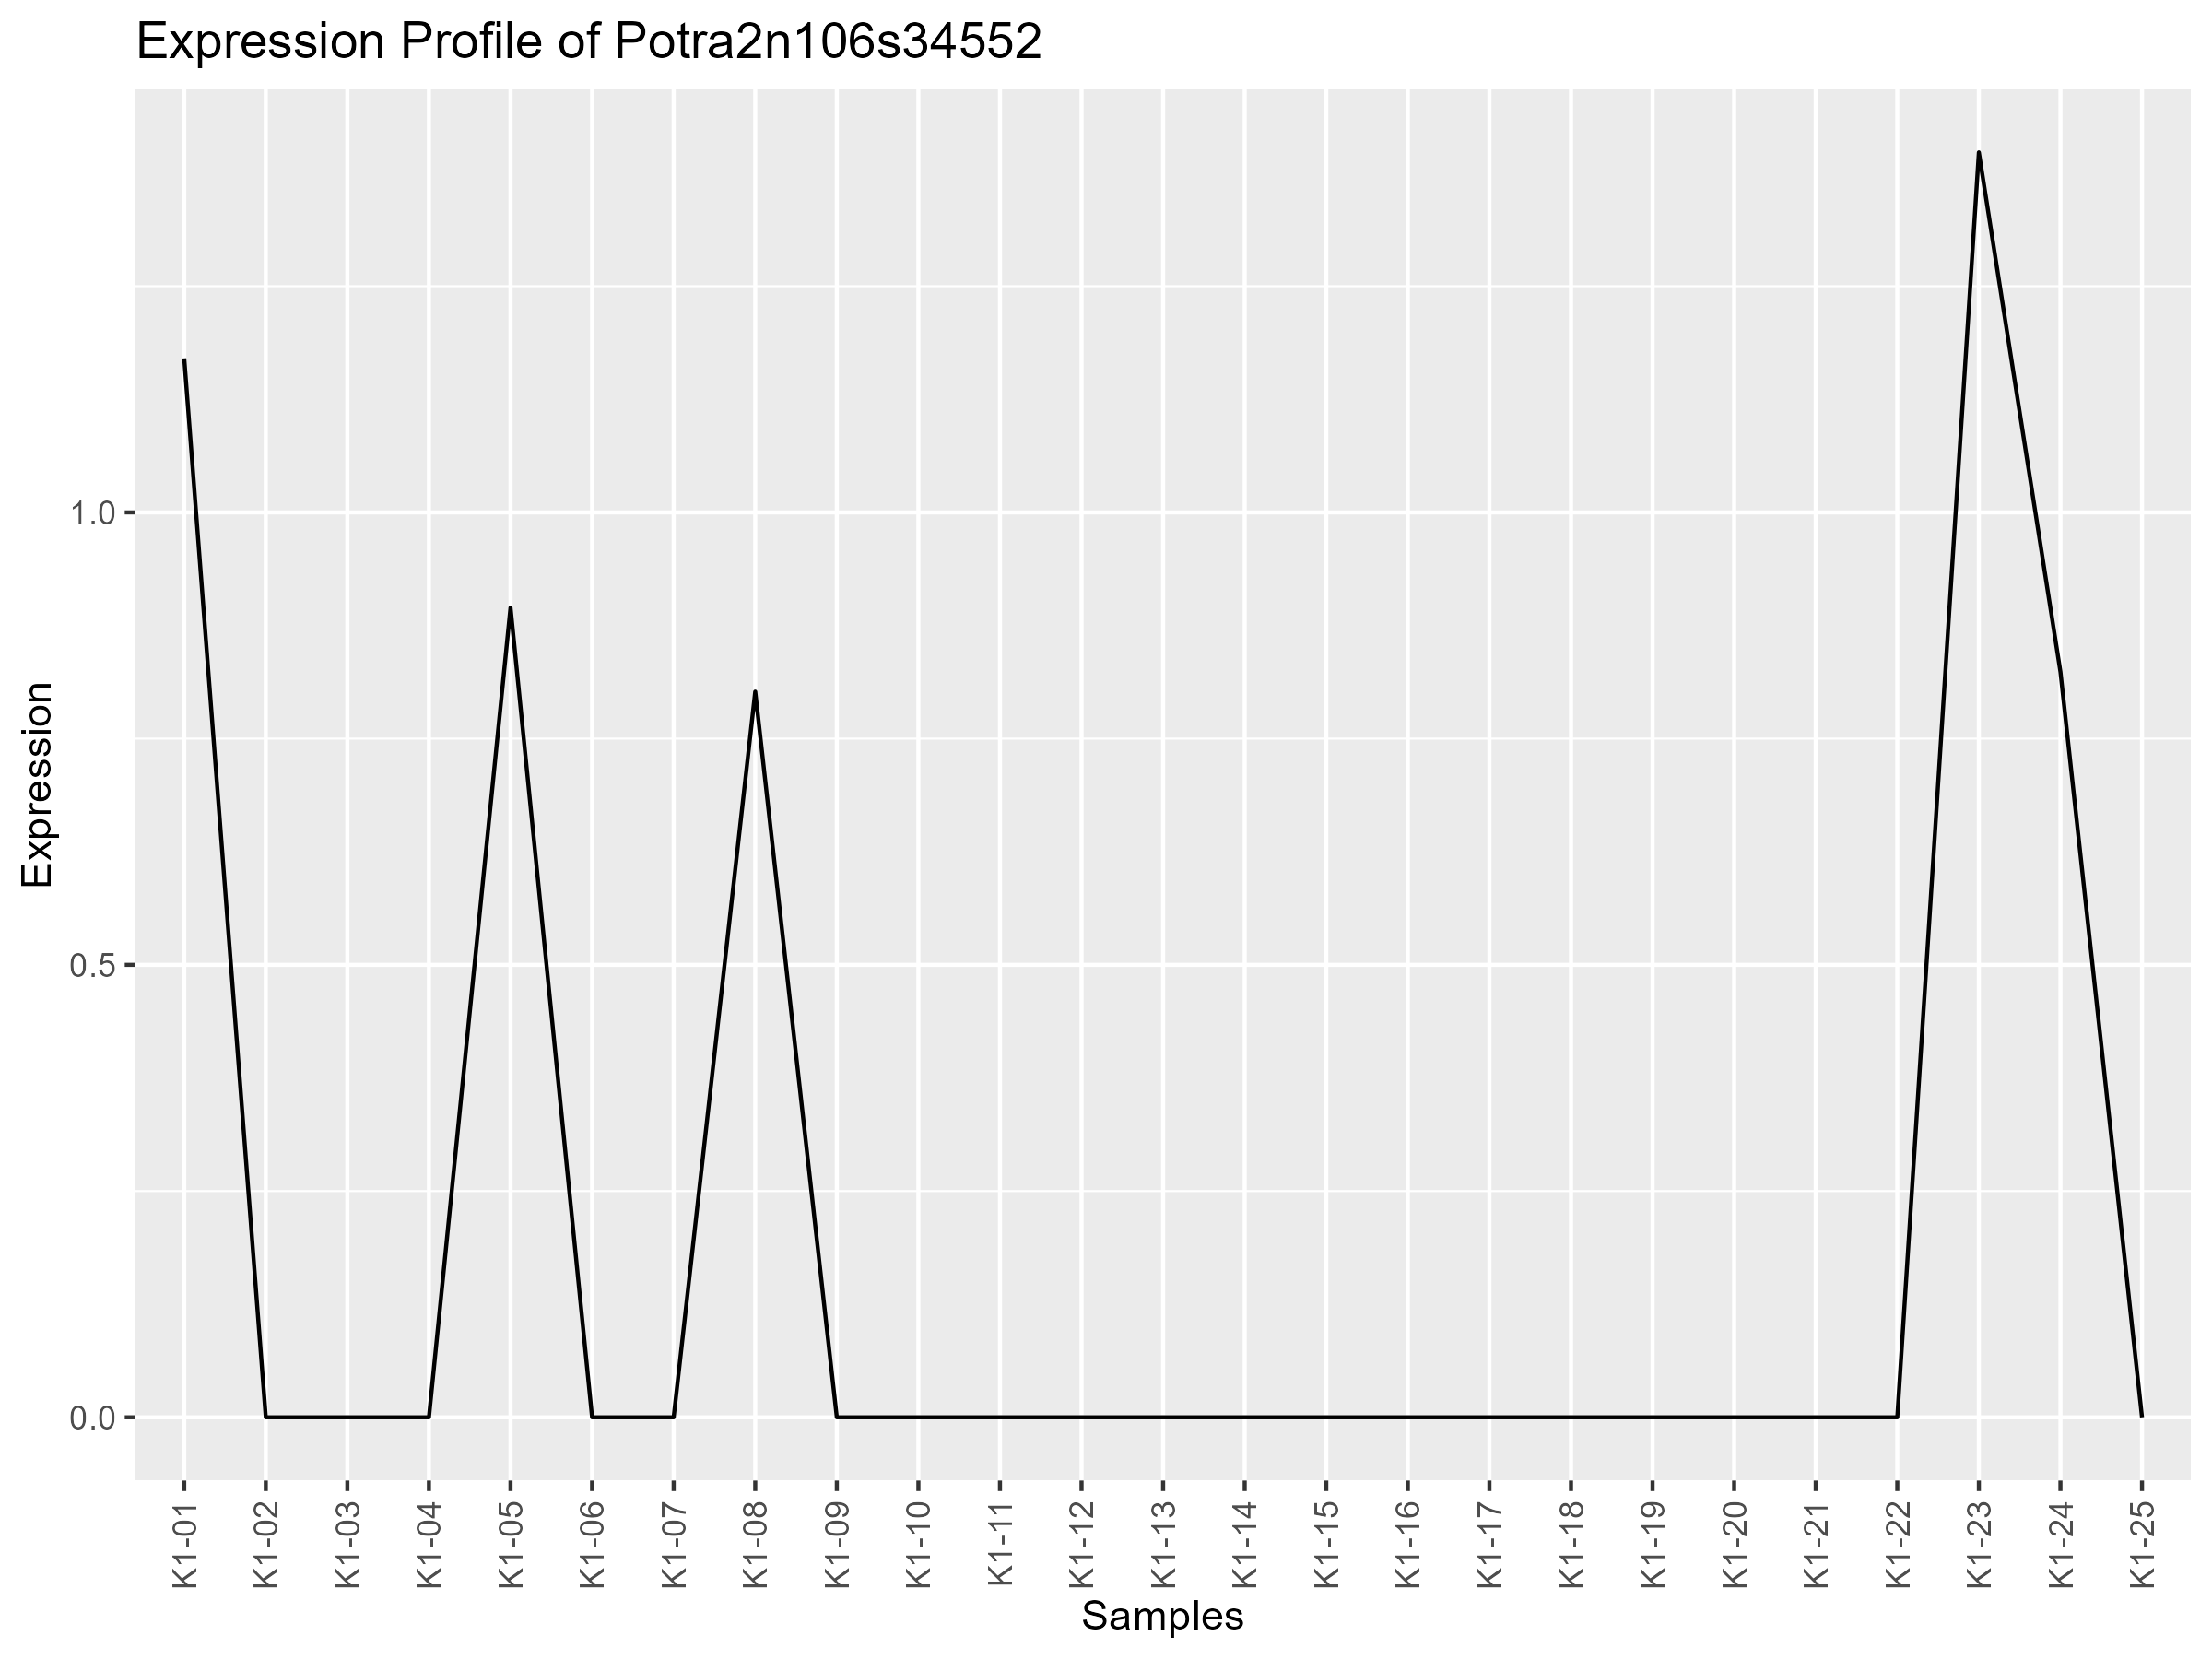 Expression Profile of Potra2n106s34552
Expression
1.0
0.5
0.0
K1-01
K1-02
K1-03
K1-04
K1-05
K1-06
K1-07
K1-08
K1-09
K1-10
K1-11
K1-12
K1-13
K1-14
K1-15
K1-16
K1-17
K1-18
K1-19
K1-20
K1-21
K1-22
K1-23
K1-24
K1-25
Samples